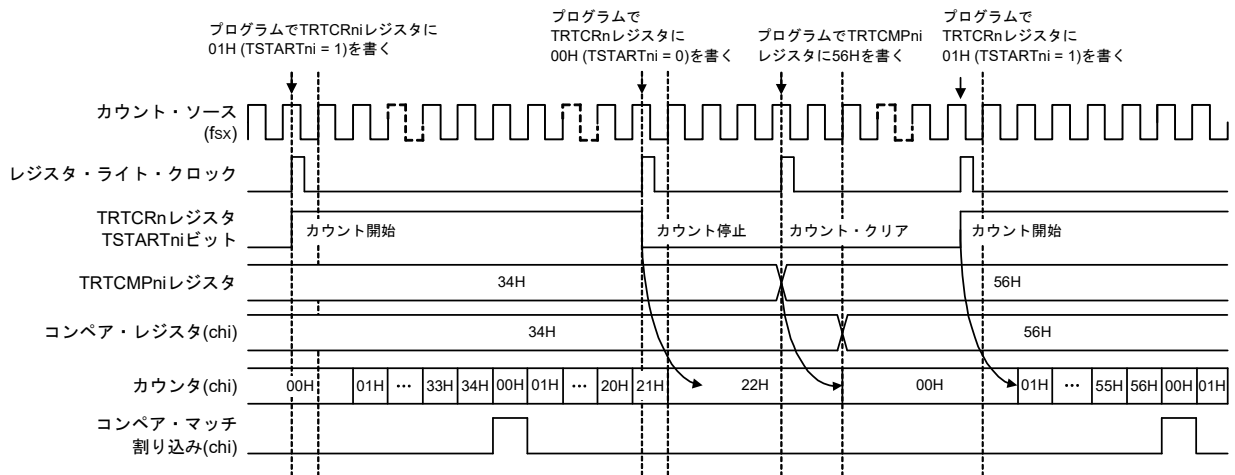 プログラムでTRTCRniレジスタに
01H (TSTARTni = 1)を書く
プログラムで
TRTCRnレジスタに
00H (TSTARTni = 0)を書く
プログラムでTRTCMPni
レジスタに56Hを書く
プログラムで
TRTCRnレジスタに
01H (TSTARTni = 1)を書く
カウント・ソース
(fSX)
レジスタ・ライト・クロック
TRTCRnレジスタ
TSTARTniビット
カウント開始 カウント停止 カウント・クリア カウント開始
TRTCMPniレジスタ 34H 56H
コンペア・レジスタ(chi) 34H 56H
カウンタ(chi) 00H 01H ··· 33H 34H 00H 01H ··· 20H 21H 22H 00H 01H ··· 55H 56H 00H 01H
コンペア・マッチ
割り込み(chi)